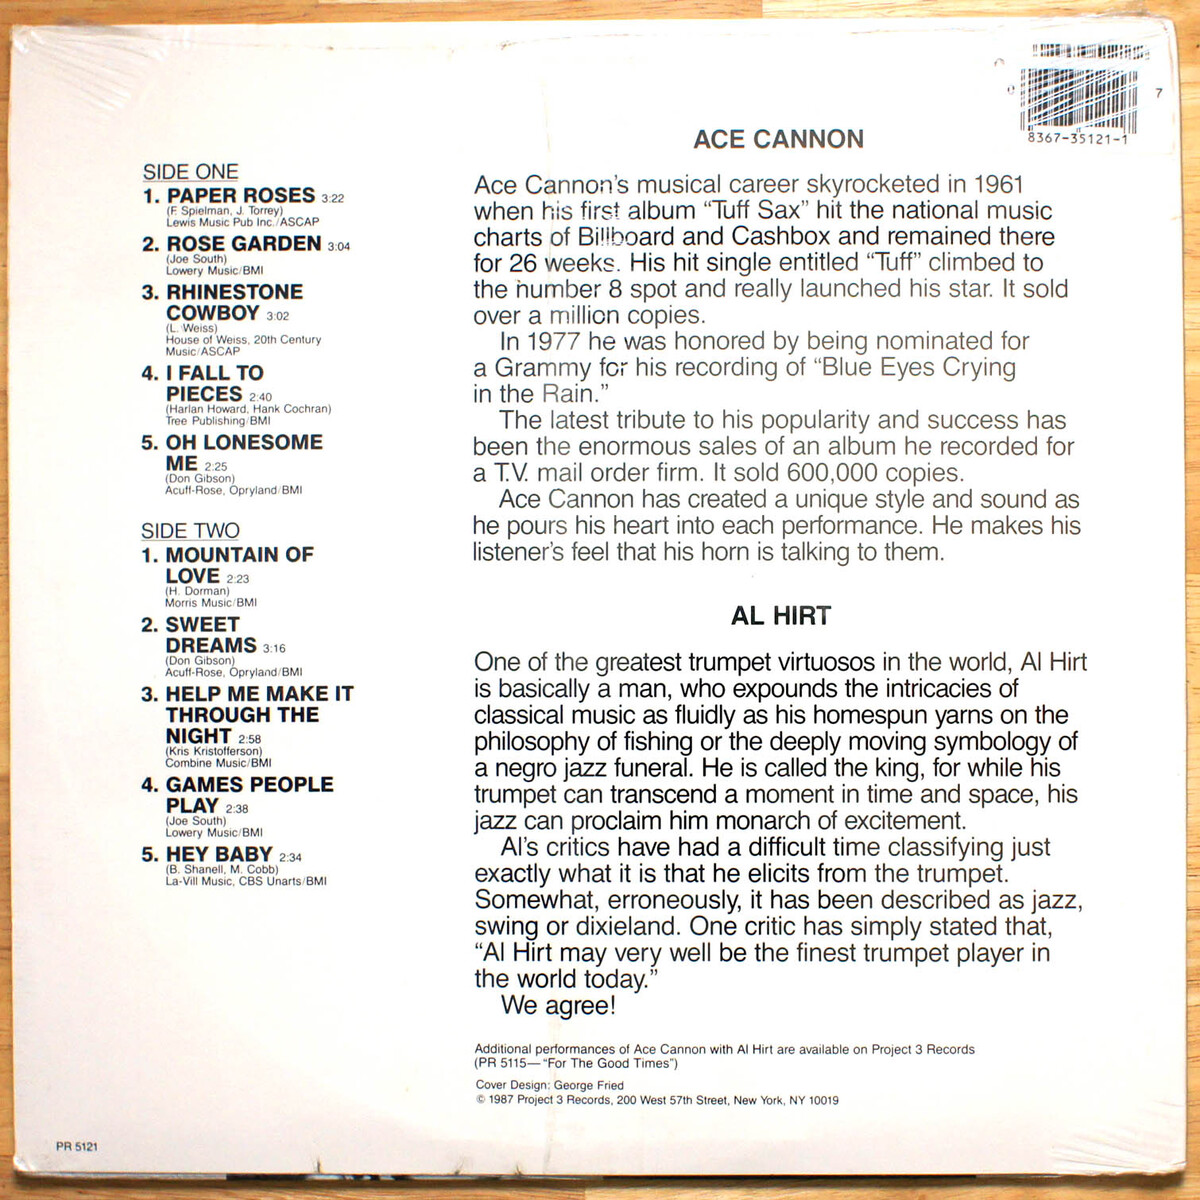 8367-35121-1
7
SIDE ONE
1. PAPER ROSES 3:22
(F. Spielman, J. Torrey)
Lewis Music Pub Inc./ASCAP
2. ROSE GARDEN 3:04
(Joe South)
Lowery Music/BMI
3. RHINESTONE
COWBOY 3:02
(L. Weiss)
House of Weiss, 20th Century
Music/ASCAP
4. I FALL TO
PIECES 2:40
(Harlan Howard, Hank Cochran)
Tree Publishing/BMI
5. OH LONESOME
ME 2:25
(Don Gibson)
Acuff-Rose, Opryland/BMI
SIDE TWO
1. MOUNTAIN OF
LOVE 2:23
(H. Dorman)
Morris Music/BMI
2. SWEET
DREAMS 3:16
(Don Gibson)
Acuff-Rose, Opryland/BMI
3. HELP ME MAKE IT
THROUGH THE
NIGHT 2:58
(Kris Kristofferson)
Combine Music/BMI
4. GAMES PEOPLE
PLAY 2:38
(Joe South)
Lowery Music/BMI
5. HEY BABY 2:34
(B. Shanell, M. Cobb)
La-Vill Music, CBS Unarts/BMI
ACE CANNON
Ace Cannon's musical career skyrocketed in 1961
when his first album “Tuff Sax” hit the national music
charts of Billboard and Cashbox and remained there
for 26 weeks. His hit single entitled “Tuff” climbed to
the number 8 spot and really launched his star. It sold
over a million copies.
In 1977 he was honored by being nominated for
a Grammy for his recording of “Blue Eyes Crying
in the Rain.”
The latest tribute to his popularity and success has
been the enormous sales of an album he recorded for
a T.V. mail order firm. It sold 600,000 copies.
Ace Cannon has created a unique style and sound as
he pours his heart into each performance. He makes his
listener's feel that his horn is talking to them.
AL HIRT
One of the greatest trumpet virtuosos in the world, Al Hirt
is basically a man, who expounds the intricacies of
classical music as fluidly as his homespun yarns on the
philosophy of fishing or the deeply moving symbology of
a negro jazz funeral. He is called the king, for while his
trumpet can transcend a moment in time and space, his
jazz can proclaim him monarch of excitement.
Al's critics have had a difficult time classifying just
exactly what it is that he elicits from the trumpet.
Somewhat, erroneously, it has been described as jazz,
swing or dixieland. One critic has simply stated that,
“Al Hirt may very well be the finest trumpet player in
the world today.”
We agree!
Additional performances of Ace Cannon with Al Hirt are available on Project 3 Records
(PR 5115—“For The Good Times”)
Cover Design: George Fried
© 1987 Project 3 Records, 200 West 57th Street, New York, NY 10019
PR 5121